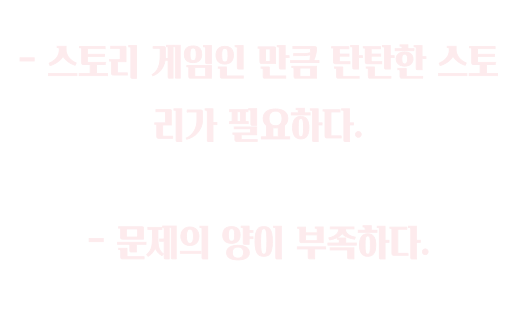 - 스토리 게임인 만큼 탄탄한 스토
리가 필요하다.
- 문제의 양이 부족하다.